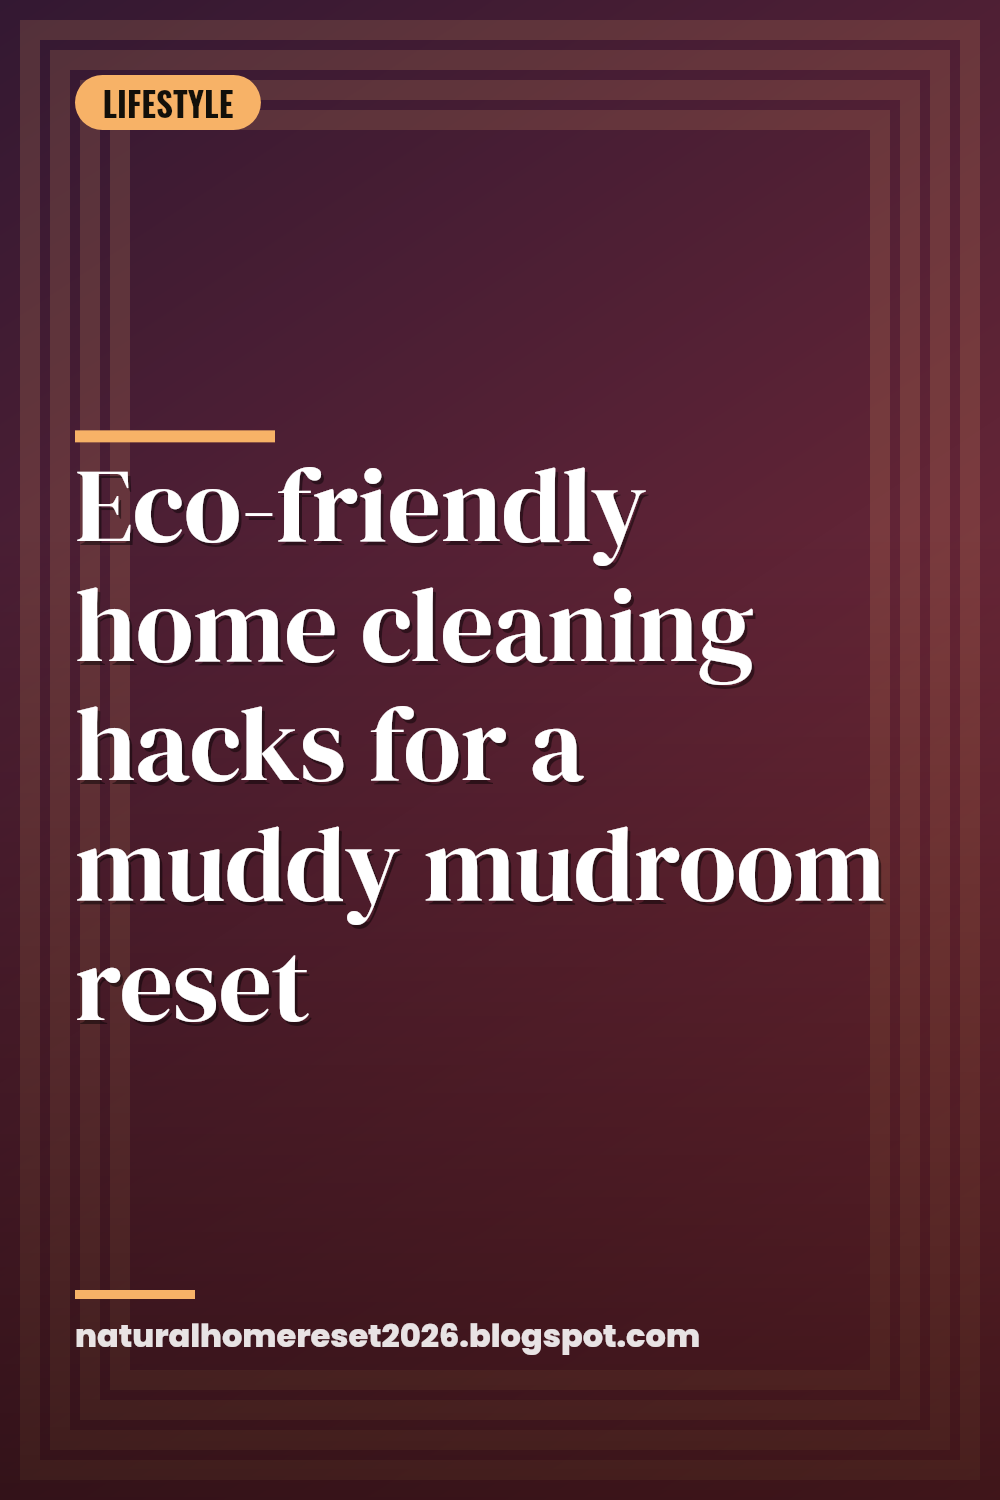 LIFESTYLE
Eco-friendly
home cleaning
hacks for a
muddy mudroom
reset
naturalhomereset2026.blogspot.com